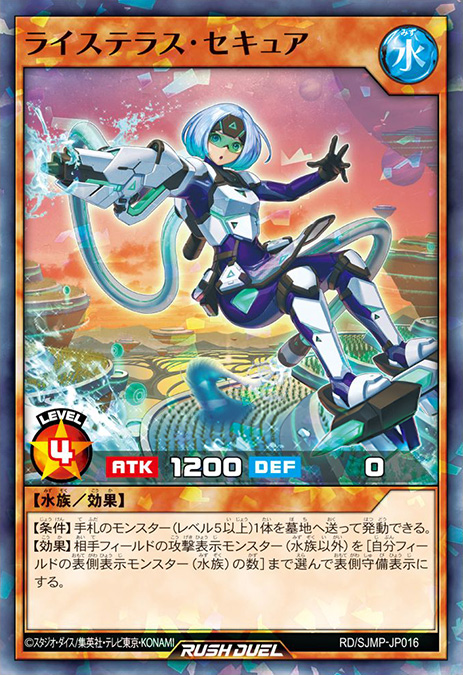 ライステラス・セキュア
みず
水
LEVEL
4
ATK 1200 DEF 0
【水族／効果】
【条件】手札のモンスター(レベル5以上)1体を墓地へ送って発動できる。
【効果】相手フィールドの攻撃表示モンスター(水族以外)を[自分フィー
ルドの表側表示モンスター(水族)の数]まで選んで表側守備表示に
する。
©スタジオ・ダイス/集英社・テレビ東京・KONAMI
RUSH DUEL
RD/SJMP-JP016